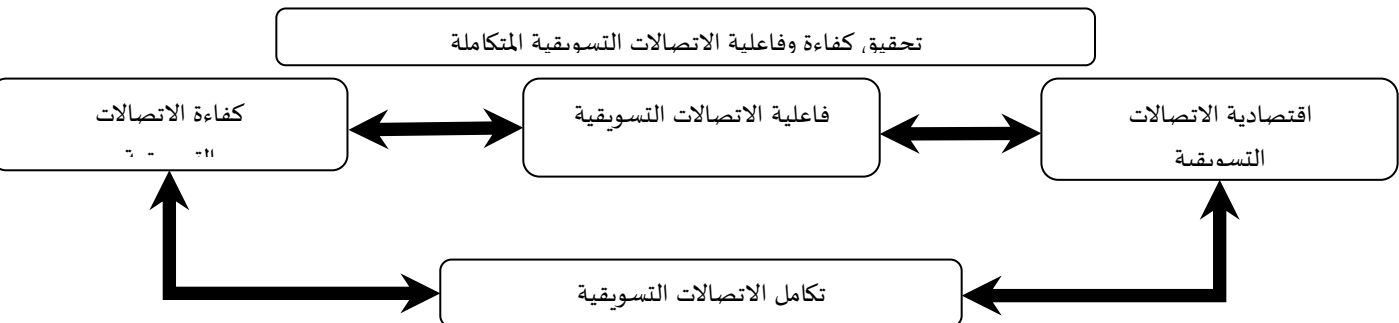 تحقيق كفاءة وفاعلية الاتصالات التسويقية المتكاملة
اقتصادية الاتصالات
التسويقية
فاعلية الاتصالات التسويقية
كفاءة الاتصالات
تكامل الاتصالات التسويقية